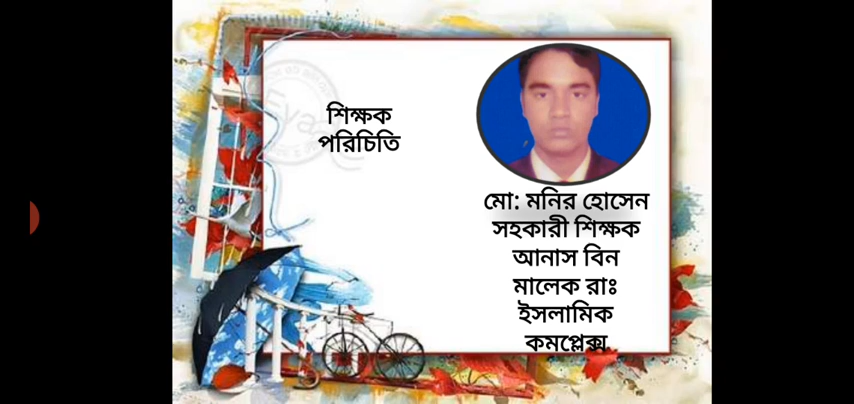 শিক্ষক
পরিচিতি
মো: মনির হোসেন
সহকারী শিক্ষক
আনাস বিন
মালেক রাঃ
ইসলামিক
কমপ্লেক্স